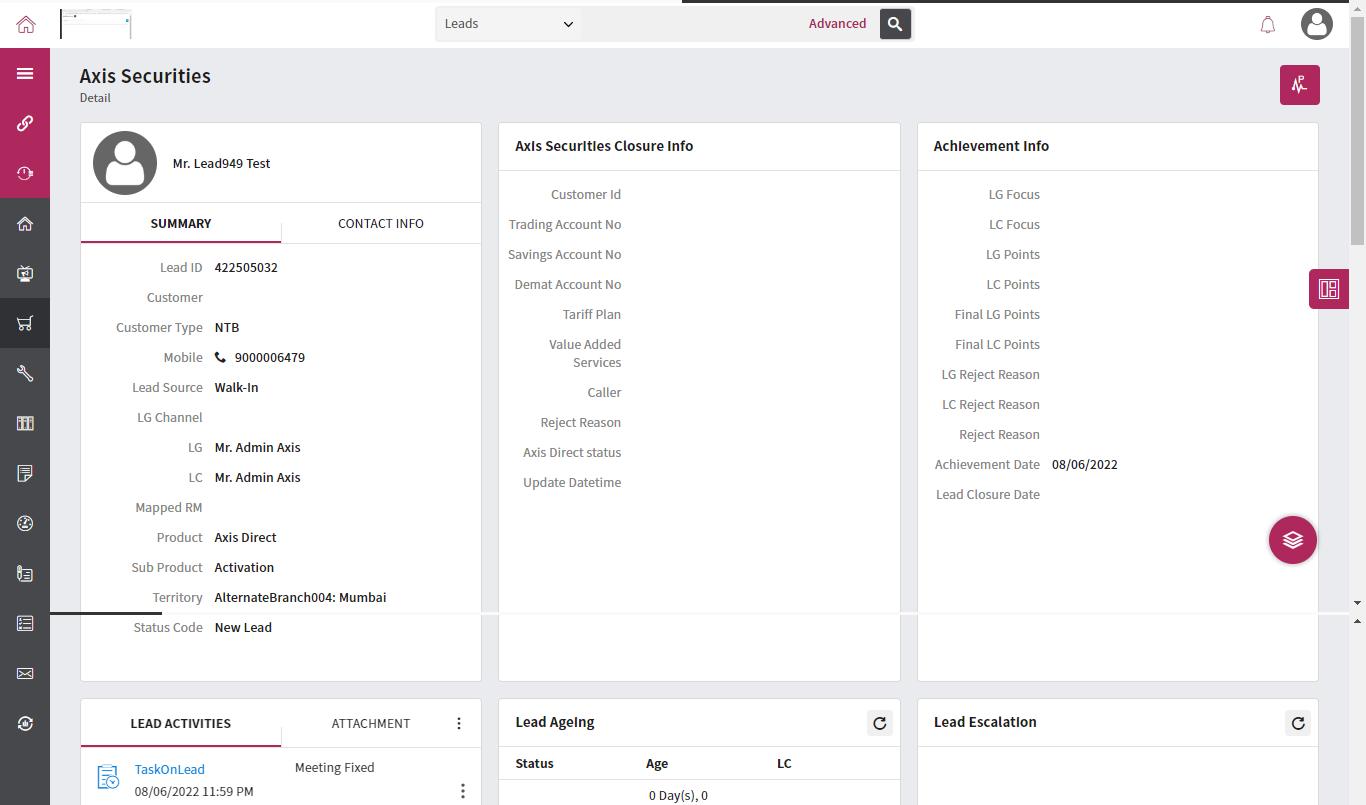 Leads
Advanced
Axis Securities
Detail
Mr. Lead949 Test
SUMMARY
CONTACT INFO
Lead ID 422505032
Customer
Customer Type NTB
Mobile 9000006479
Lead Source Walk-In
LG Channel
LG Mr. Admin Axis
LC Mr. Admin Axis
Mapped RM
Product Axis Direct
Sub Product Activation
Territory AlternateBranch004: Mumbai
Status Code New Lead
Axis Securities Closure Info
Customer Id
Trading Account No
Savings Account No
Demat Account No
Tariff Plan
Value Added
Services
Caller
Reject Reason
Axis Direct status
Update Datetime
Achievement Info
LG Focus
LC Focus
LG Points
LC Points
Final LG Points
Final LC Points
LG Reject Reason
LC Reject Reason
Reject Reason
Achievement Date 08/06/2022
Lead Closure Date
LEAD ACTIVITIES
ATTACHMENT
TaskOnLead
Meeting Fixed
08/06/2022 11:59 PM
Lead Ageing
Status Age LC
0 Day(s), 0
Lead Escalation